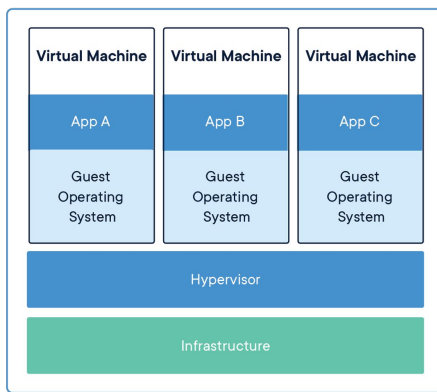 Virtual Machine
App A
Guest
Operating
System
Virtual Machine
App B
Guest
Operating
System
Virtual Machine
App C
Guest
Operating
System
Hypervisor
Infrastructure